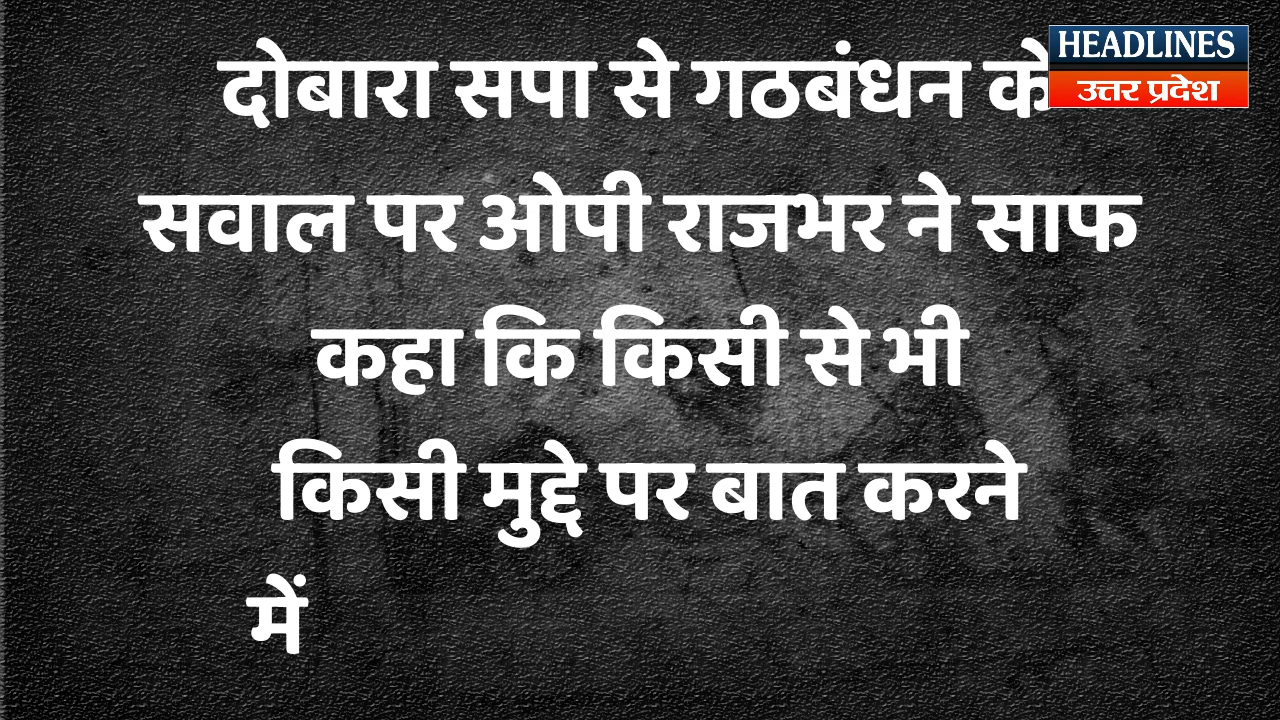 दोबारा सपा से गठबंधन के
HEADLINES
उत्तर प्रदेश
सवाल पर ओपी राजभर ने साफ
कहा कि किसी से भी
किसी मुद्दे पर बात करने
में